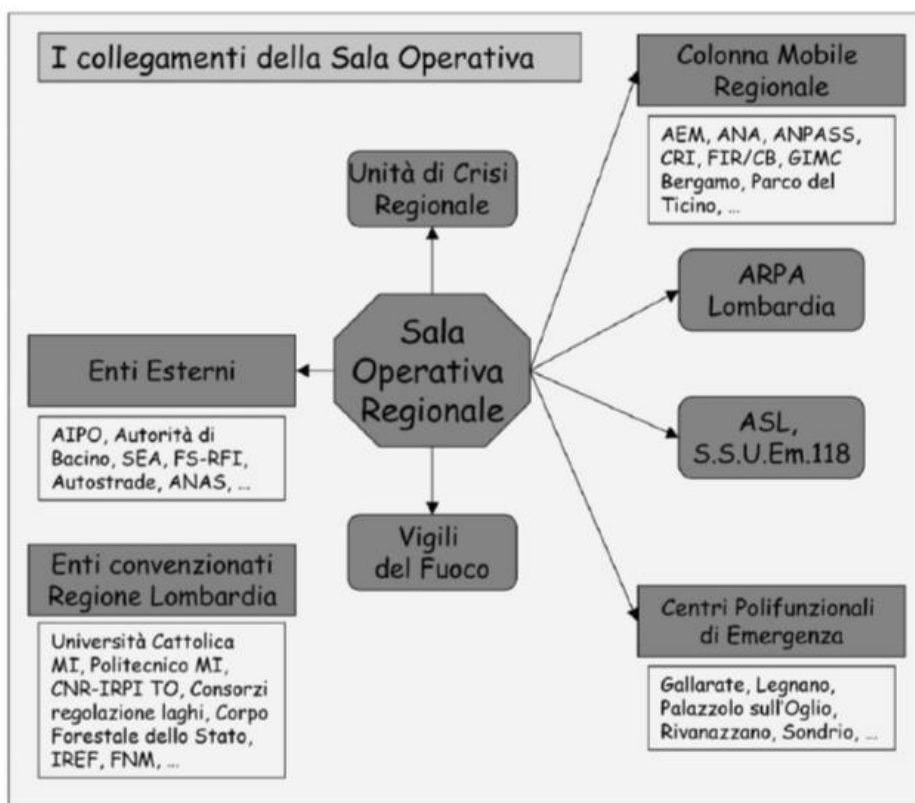 I collegamenti della Sala Operativa
Colonna Mobile
Regionale
AEM, ANA, ANPASS,
CRI, FIR/CB, GIMC
Bergamo, Parco del
Ticino, ...
Unità di Crisi
Regionale
ARPA
Lombardia
Sala
Operativa
Regionale
Enti Esterni
AIPO, Autorità di
Bacino, SEA, FS-RFI,
Autostrade, ANAS, ...
ASL,
S.S.U.Em.118
Vigili
del Fuoco
Enti convenzionati
Regione Lombardia
Università Cattolica
MI, Politecnico MI,
CNR-IRPI TO, Consorzi
regolazione laghi, Corpo
Forestale dello Stato,
IREF, FNM, ...
Centri Polifunzionali
di Emergenza
Gallarate, Legnano,
Palazzolo sull'Oglio,
Rivanazzano, Sondrio, ...